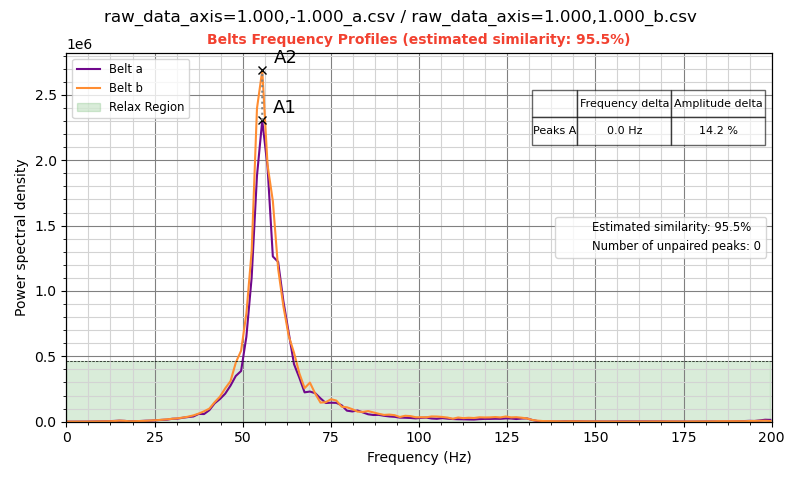 raw_data_axis=1.000,-1.000_a.csv / raw_data_axis=1.000,1.000_b.csv
Belts Frequency Profiles (estimated similarity: 95.5%)
1e6
A2
A1
Belt a
Belt b
Relax Region
Frequency delta Amplitude delta
Peaks A 0.0 Hz 14.2 %
Estimated similarity: 95.5%
Number of unpaired peaks: 0
Power spectral density
2.5
2.0
1.5
1.0
0.5
0.0
0 25 50 75 100 125 150 175 200
Frequency (Hz)